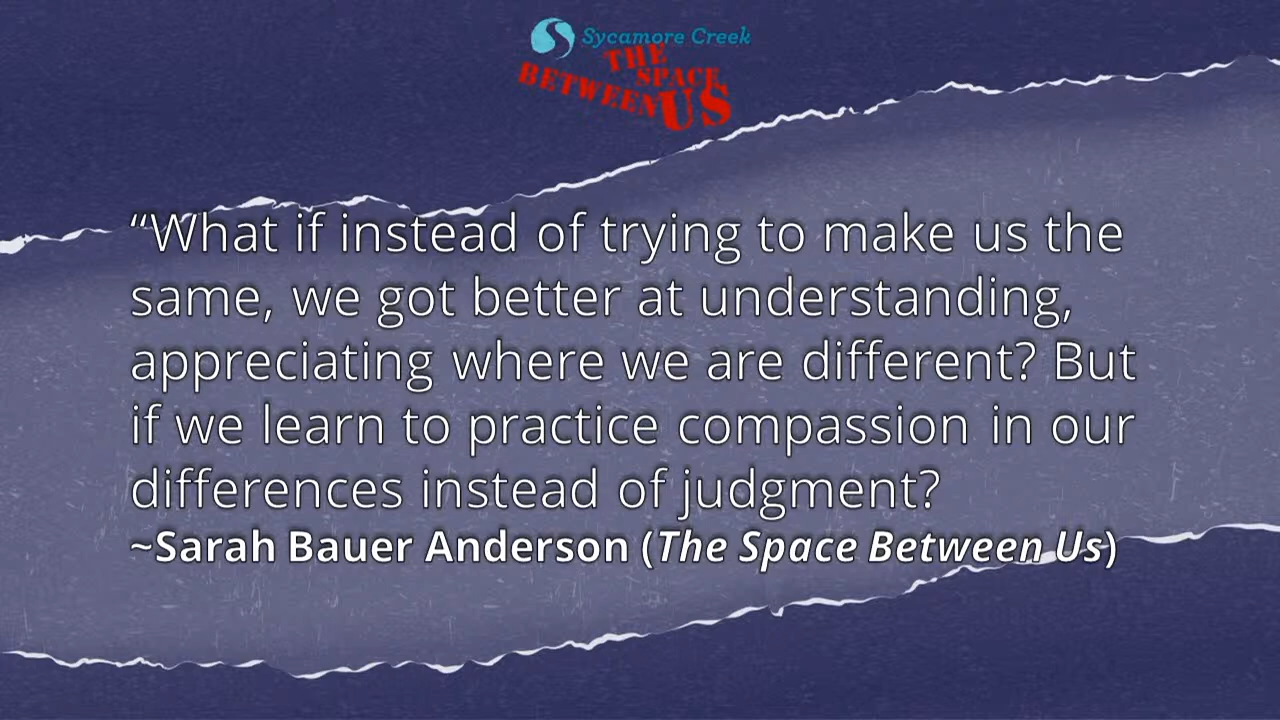 Sycamore Creek
THE
SPACE
BETWEEN US
“What if instead of trying to make us the
same, we got better at understanding,
appreciating where we are different? But
if we learn to practice compassion in our
differences instead of judgment?
~Sarah Bauer Anderson (The Space Between Us)